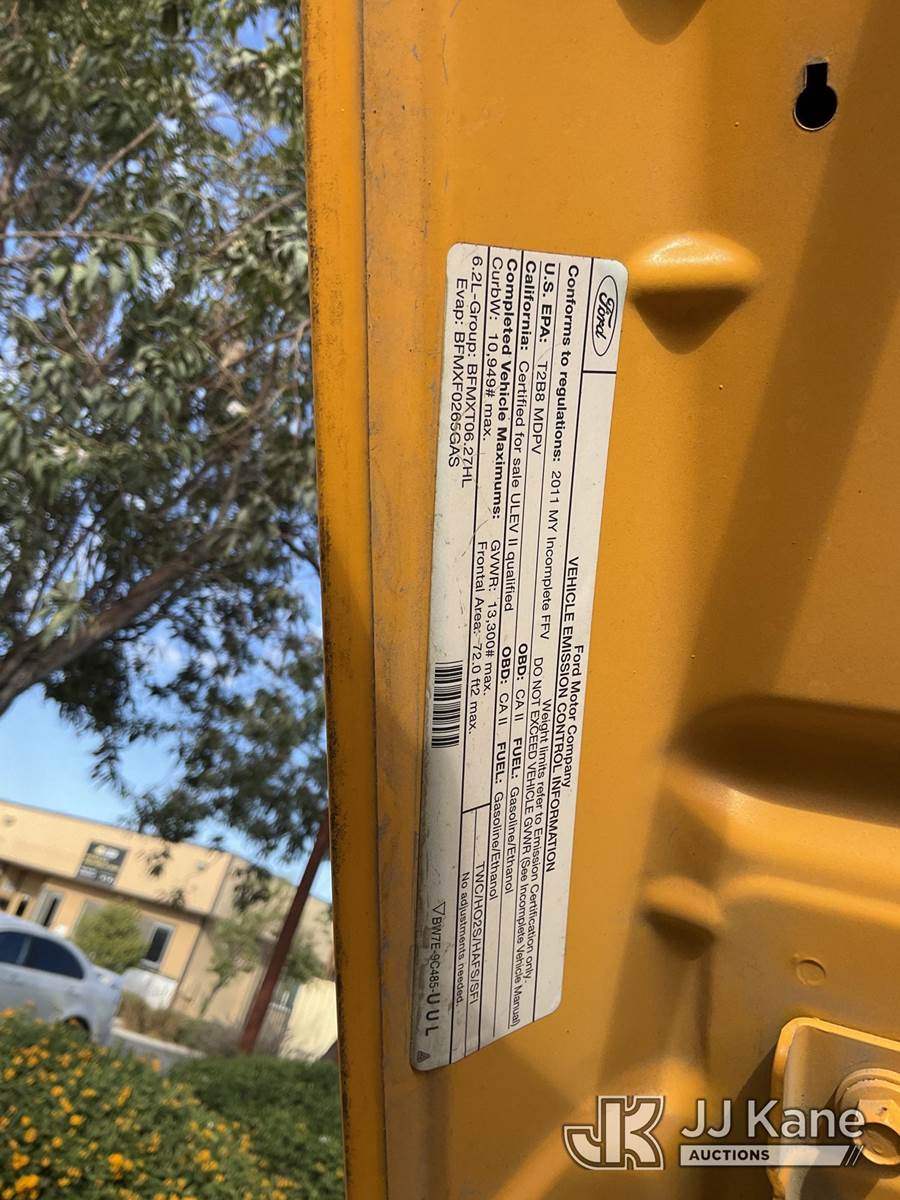 Ford
Ford Motor Company
VEHICLE EMISSION CONTROL INFORMATION
Conforms to regulations: 2011 MY Incomplete FFV Weight limits refer to Emission Certification only.
U.S. EPA: T2B8 MDPV DO NOT EXCEED VEHICLE GVWR (See Incomplete Vehicle Manual)
OBD: CA II FUEL: Gasoline/Ethanol
California: Certified for sale ULEV II qualified OBD: CA II FUEL: Gasoline/Ethanol
Completed Vehicle Maximums: GVWR: 13,300# max.
CurbW: 10,949# max. Frontal Area: 72.0 ft2 max.
6.2L-Group: BFMXT06.27HL TWC/HO2S/HAFS/SFI
Evap: BFMXF0265GAS No adjustments needed.
BW7E-9C485-UUL
JK JJ Kane
AUCTIONS